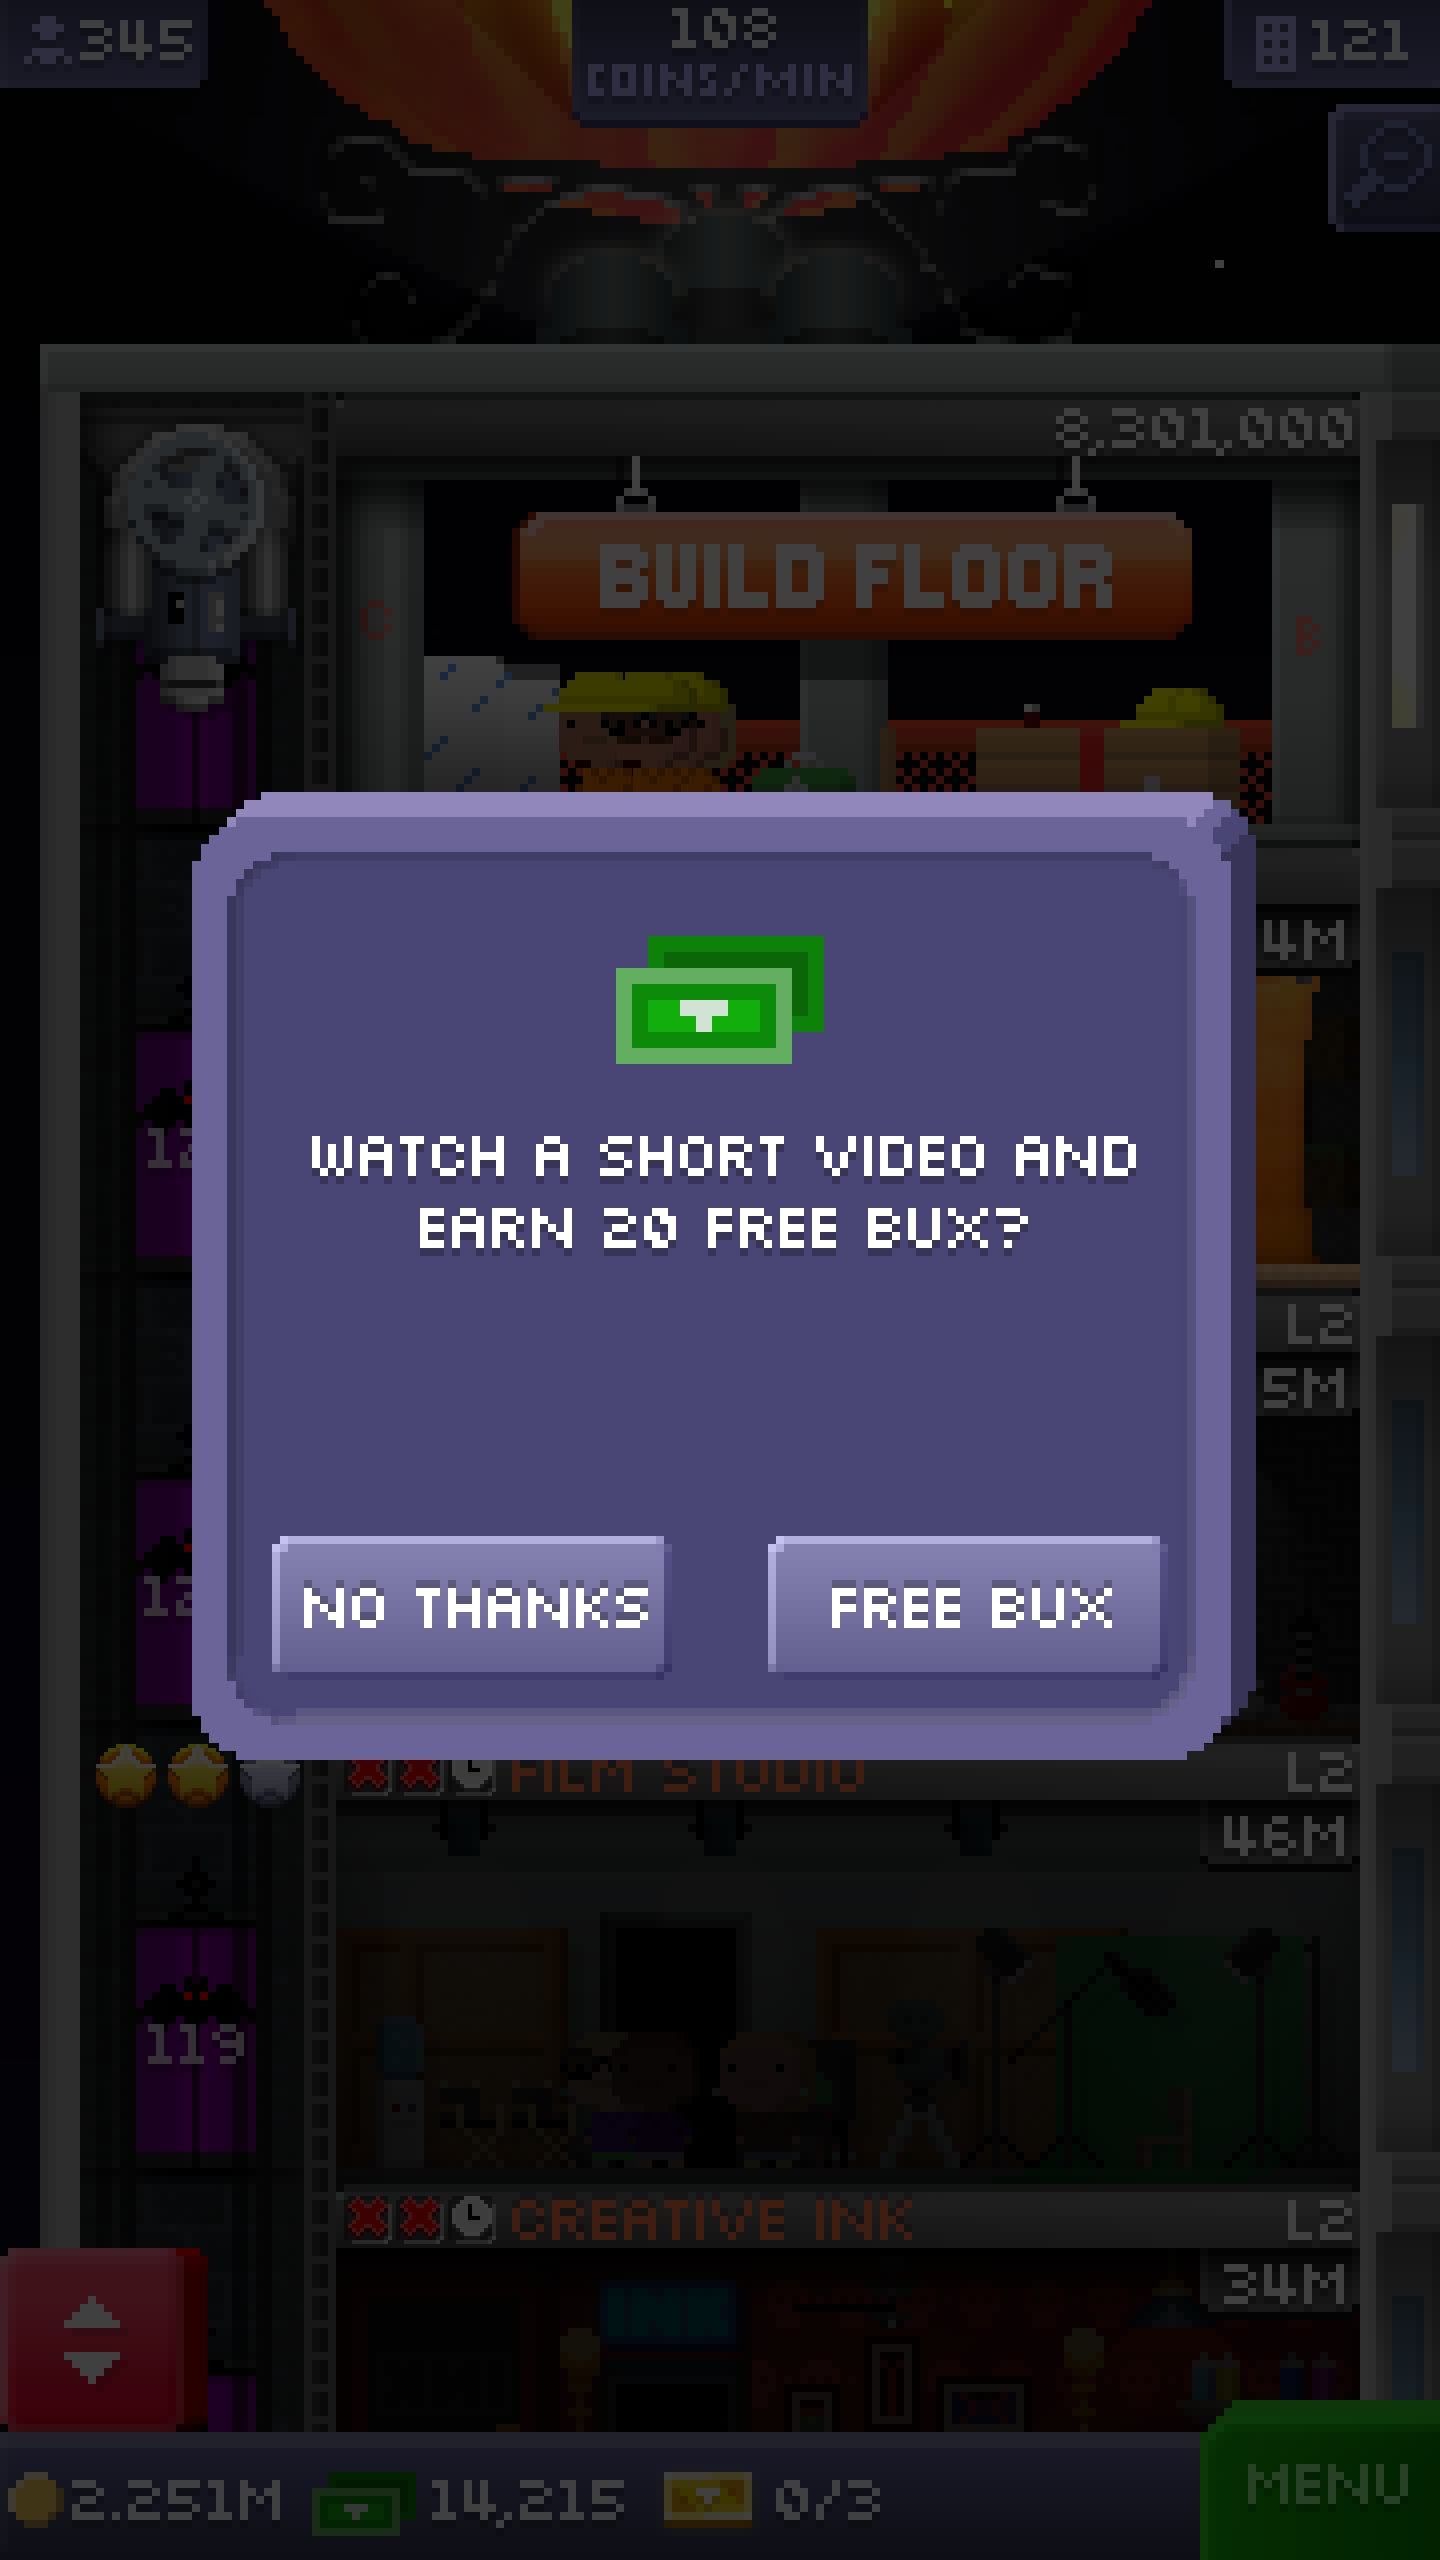 345
108
COINS/MIN
121
8,301,000
BUILD FLOOR
C
B
4M
WATCH A SHORT VIDEO AND
EARN 20 FREE BUX?
L2
5M
NO THANKS
FREE BUX
FILM STUDIO
L2
46M
119
CREATIVE INK
L2
34M
INK
2.251M
14,215
0/3
MENU